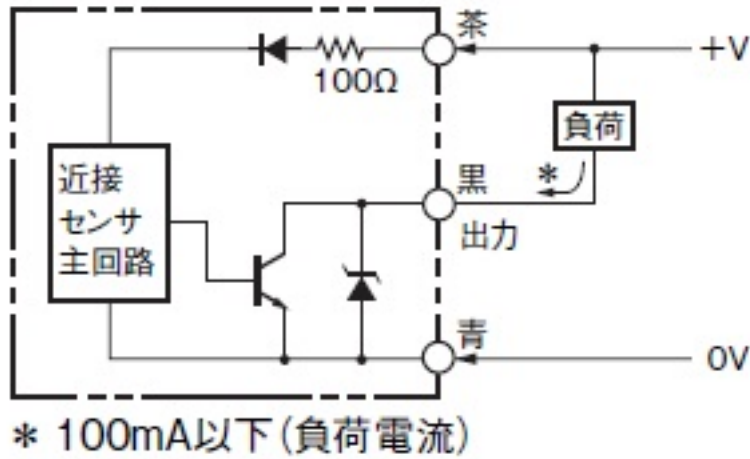 茶
+V
100Ω
負荷
近接
センサ
主回路
*
黒
出力
青
0V
* 100mA以下(負荷電流)